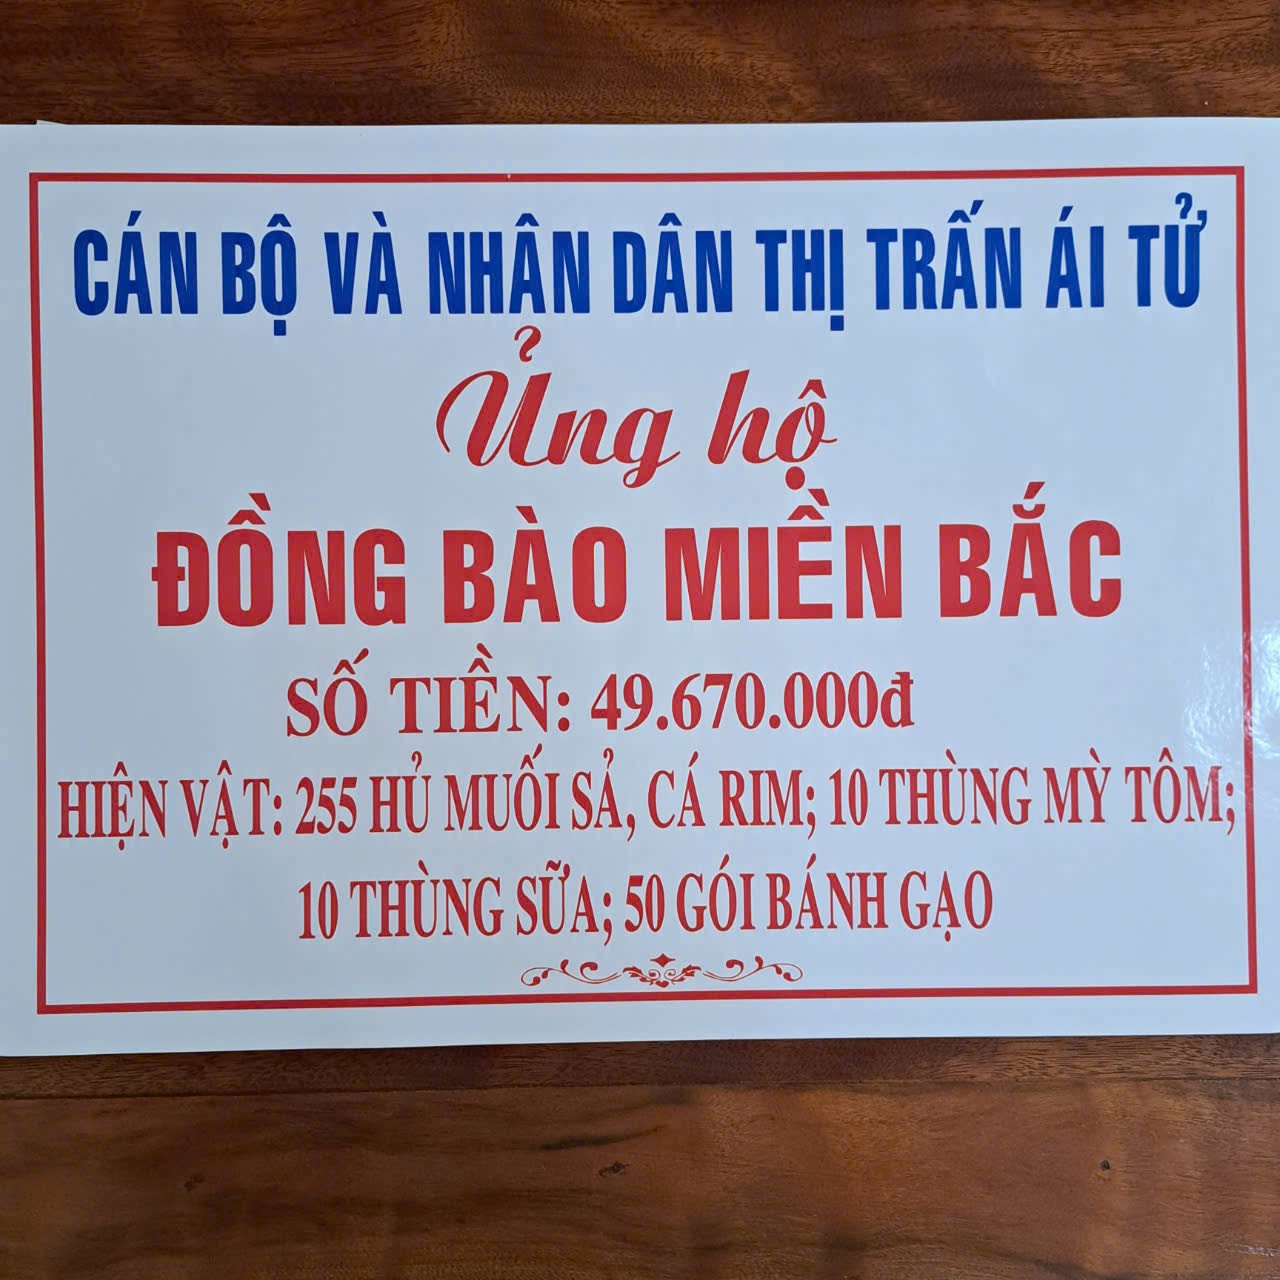 CÁN BỘ VÀ NHÂN DÂN THỊ TRẤN ÁI TỬ
Ủng hộ
ĐỒNG BÀO MIỀN BẮC
SỐ TIỀN: 49.670.000đ
HIỆN VẬT: 255 HỦ MUỐI SẢ, CÁ RIM; 10 THÙNG MỲ TÔM;
10 THÙNG SỮA; 50 GÓI BÁNH GẠO